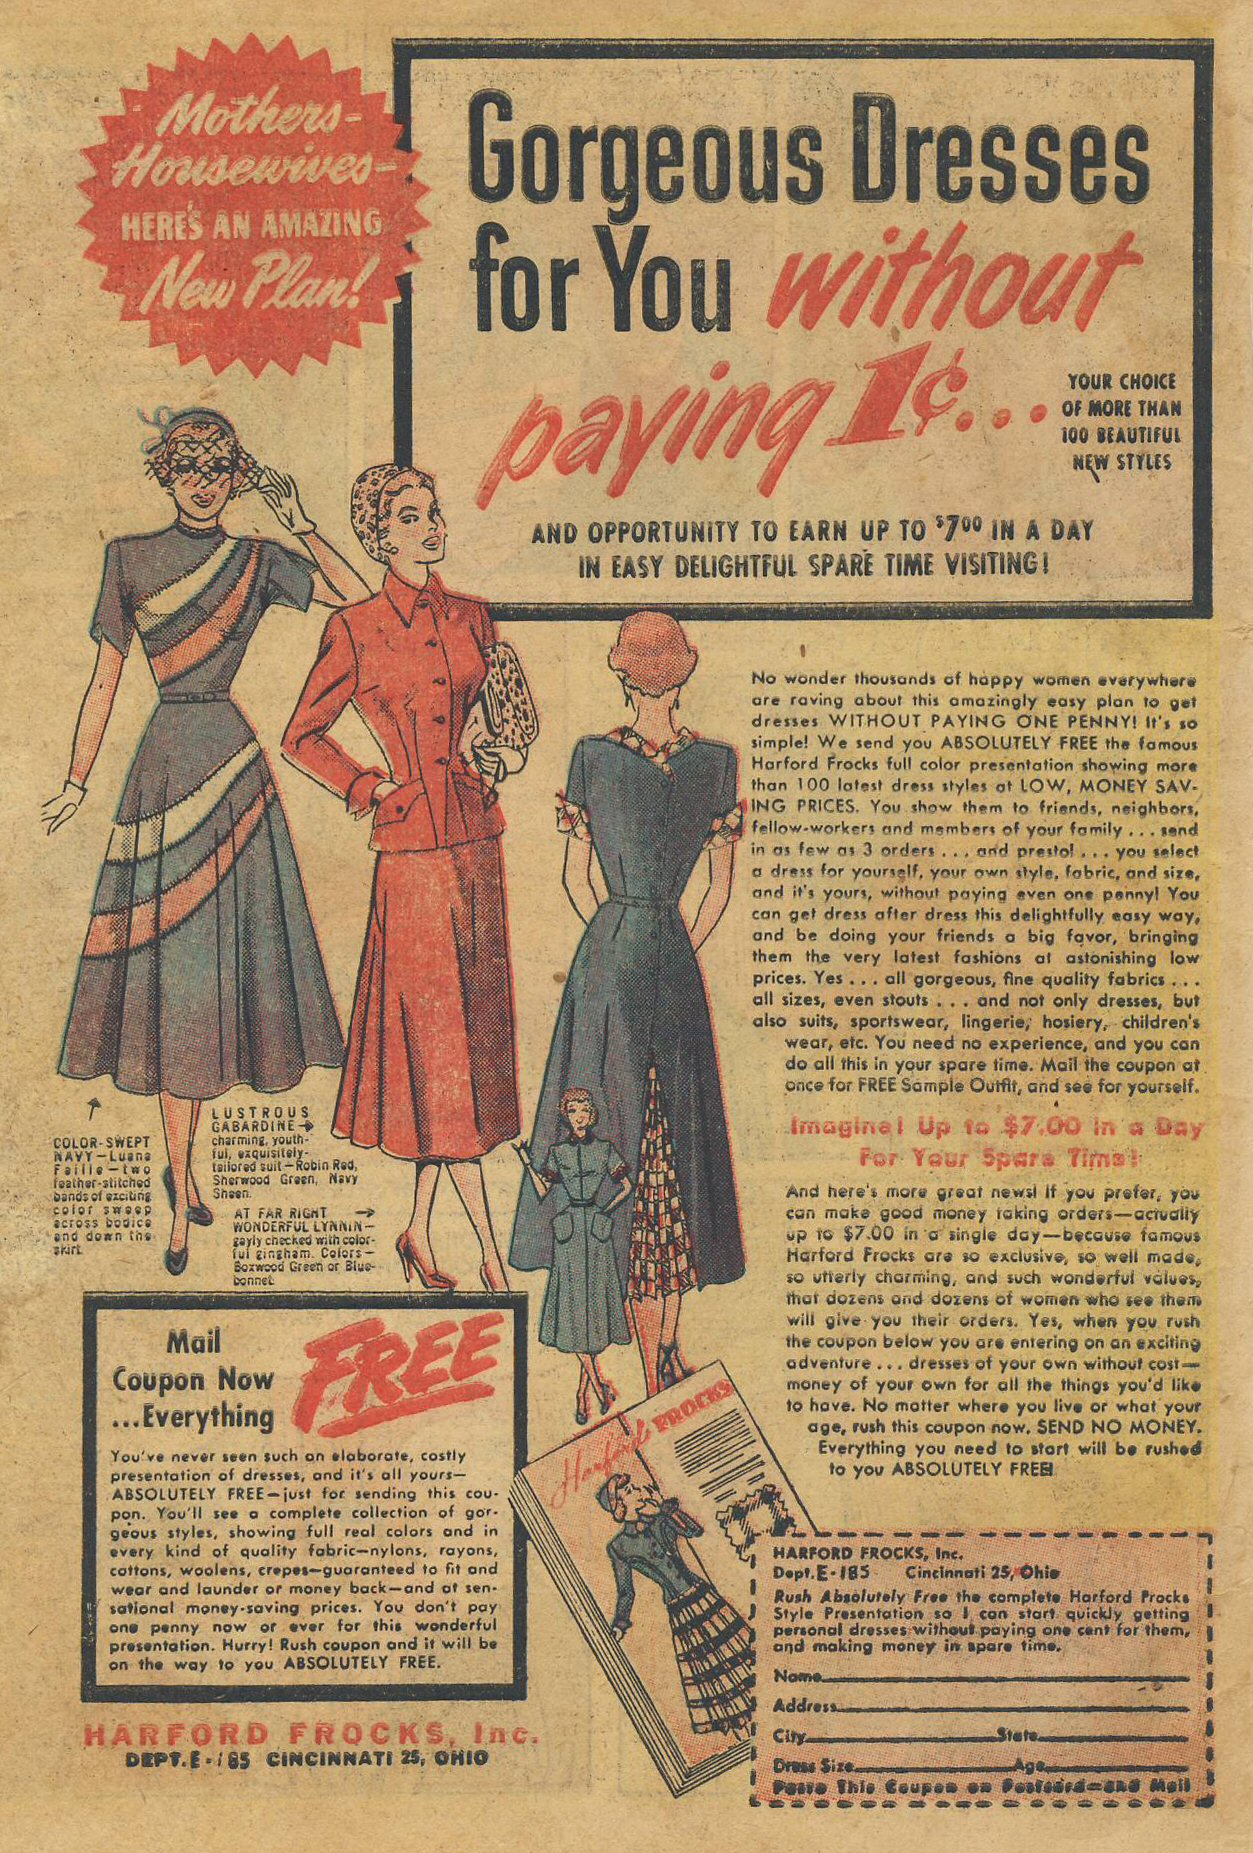 Mothers-
Housewives-
HERE'S AN AMAZING
New Plan!
Gorgeous Dresses
for You without
paying 1¢...
YOUR CHOICE
OF MORE THAN
100 BEAUTIFUL
NEW STYLES
AND OPPORTUNITY TO EARN UP TO $7.00 IN A DAY
IN EASY DELIGHTFUL SPARE TIME VISITING!
No wonder thousands of happy women everywhere
are raving about this amazingly easy plan to get
dresses WITHOUT PAYING ONE PENNY! It's so
simple! We send you ABSOLUTELY FREE the famous
Harford Frocks full color presentation showing more
than 100 latest dress styles at LOW, MONEY SAV-
ING PRICES. You show them to friends, neighbors,
fellow-workers and members of your family . . . send
in as few as 3 orders . . . and presto! . . . you select
a dress for yourself, your own style, fabric, and size,
and it's yours, without paying even one penny! You
can get dress after dress this delightfully easy way,
and be doing your friends a big favor, bringing
them the very latest fashions at astonishing low
prices. Yes . . . all gorgeous, fine quality fabrics . . .
all sizes, even stouts . . . and not only dresses, but
also suits, sportswear, lingerie, hosiery, children's
wear, etc. You need no experience, and you can
do all this in your spare time. Mail the coupon at
once for FREE Sample Outfit, and see for yourself.
Imagine! Up to $7.00 in a Day
For Your Spare Time!
And here's more great news! If you prefer, you
can make good money taking orders—actually
up to $7.00 in a single day—because famous
Harford Frocks are so exclusive, so well made,
so utterly charming, and such wonderful values,
that dozens and dozens of women who see them
will give you their orders. Yes, when you rush
the coupon below you are entering on an exciting
adventure . . . dresses of your own without cost—
money of your own for all the things you'd like
to have. No matter where you live or what your
age, rush this coupon now. SEND NO MONEY.
Everything you need to start will be rushed
to you ABSOLUTELY FREE!
COLOR-SWEPT
NAVY—Luana
Faille—two
feather-stitched
bands of exciting
color sweep
across bodice
and down the
skirt.
LUSTROUS
GABARDINE→
charming, youth-
ful, exquisitely-
tailored suit—Robin Red,
Sherwood Green, Navy
Sheen.
AT FAR RIGHT →
WONDERFUL LYNNIN—
gayly checked with color-
ful gingham. Colors—
Boxwood Green or Blue-
bonnet.
Mail
Coupon Now
...Everything
FREE
You've never seen such an elaborate, costly
presentation of dresses, and it's all yours—
ABSOLUTELY FREE—just for sending this cou-
pon. You'll see a complete collection of gor-
geous styles, showing full real colors and in
every kind of quality fabric—nylons, rayons,
cottons, woolens, crepes—guaranteed to fit and
wear and launder or money back—and at sen-
sational money-saving prices. You don't pay
one penny now or ever for this wonderful
presentation. Hurry! Rush coupon and it will be
on the way to you ABSOLUTELY FREE.
HARFORD FROCKS, Inc.
DEPT. E-185 CINCINNATI 25, OHIO
Harford FROCKS
HARFORD FROCKS, Inc.
Dept. E-185 Cincinnati 25, Ohio
Rush Absolutely Free the complete Harford Frocks
Style Presentation so I can start quickly getting
personal dresses without paying one cent for them,
and making money in spare time.
Name
Address
City State
Dress Size Age
Paste This Coupon on Postcard—and Mail